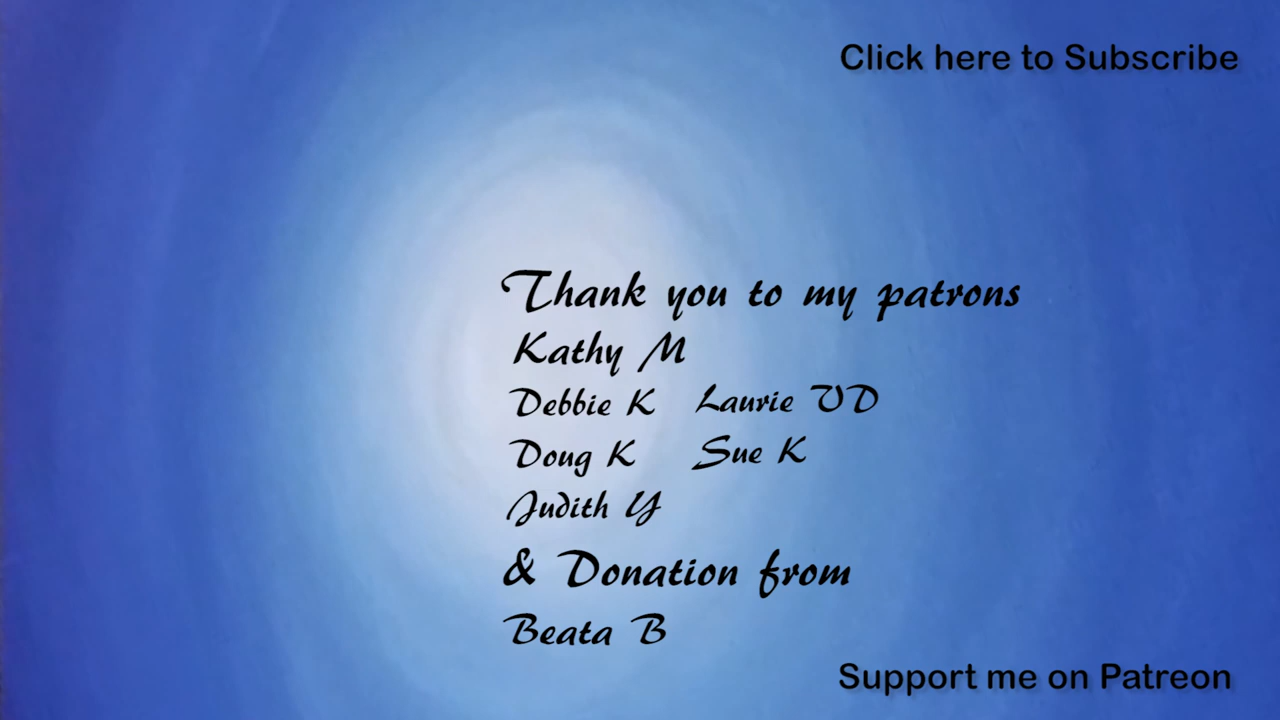 Click here to Subscribe
Thank you to my patrons
Kathy M
Debbie K Laurie VD
Doug K Sue K
Judith Y
& Donation from
Beata B
Support me on Patreon